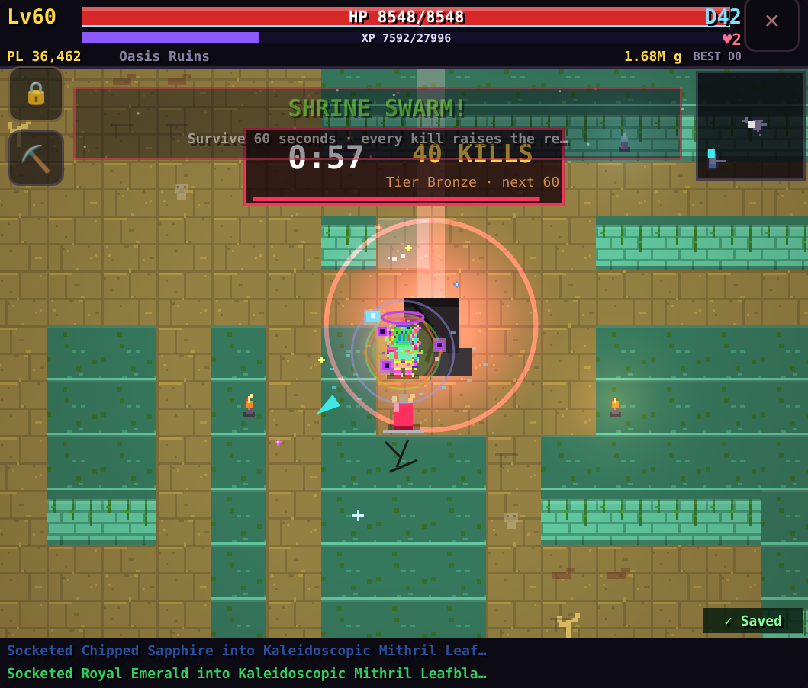 Lv60
HP 8548/8548
D42
×
XP 7592/27996
♥2
PL 36,462
Oasis Ruins
1.68M g
BEST D0
SHRINE SWARM!
Survive 60 seconds · every kill raises the re…
0:57
40 KILLS
Tier Bronze · next 60
✓ Saved
Socketed Chipped Sapphire into Kaleidoscopic Mithril Leaf…
Socketed Royal Emerald into Kaleidoscopic Mithril Leafbla…